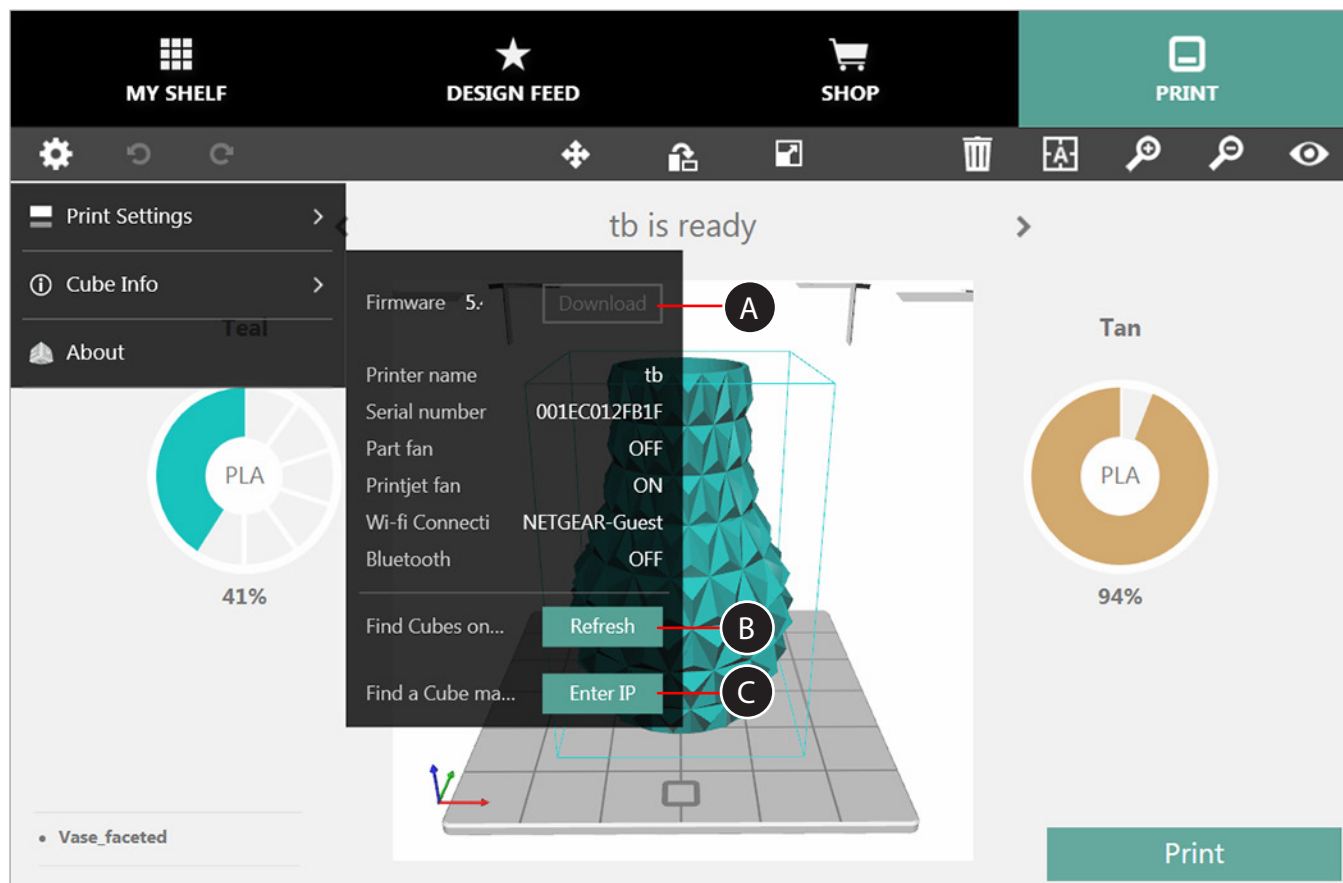 MY SHELF
DESIGN FEED
SHOP
PRINT
A
Print Settings
tb is ready
Cube Info
Firmware 5.
Download
A
Teal
Tan
About
Printer name tb
Serial number 001EC012FB1F
Part fan OFF
PLA
Printjet fan ON
PLA
Wi-fi Connecti NETGEAR-Guest
Bluetooth OFF
41%
94%
Find Cubes on... Refresh
B
Find a Cube ma... Enter IP
C
• Vase_faceted
Print